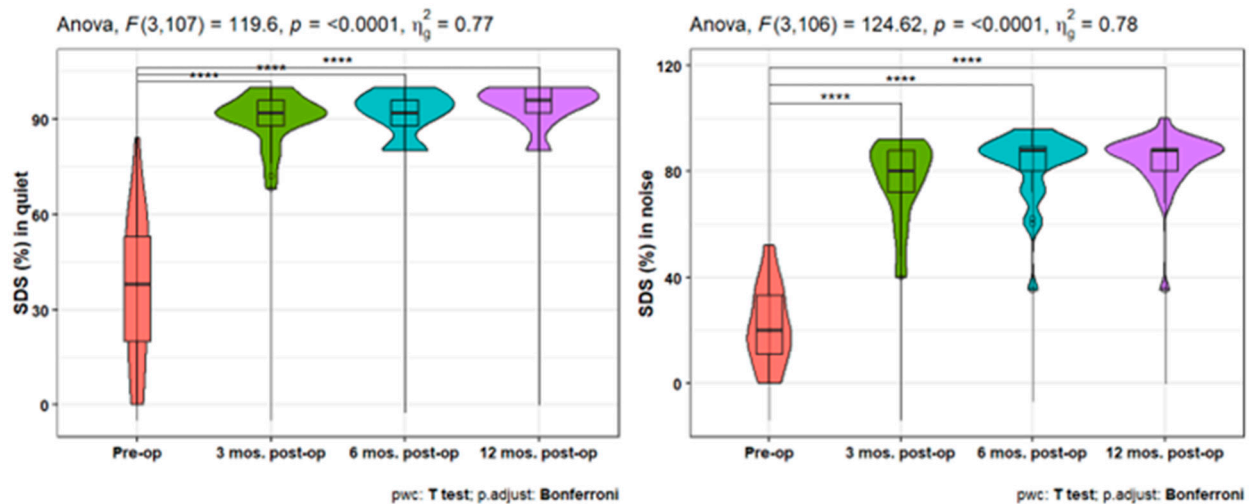 Anova, F(3,107) = 119.6, p = <0.0001, η²g = 0.77
****
****
****
90
60
30
0
SDS (%) in quiet
Pre-op 3 mos. post-op 6 mos. post-op 12 mos. post-op
pwc: T test; p.adjust: Bonferroni
Anova, F(3,106) = 124.62, p = <0.0001, η²g = 0.78
120
****
****
****
80
40
0
SDS (%) in noise
Pre-op 3 mos. post-op 6 mos. post-op 12 mos. post-op
pwc: T test; p.adjust: Bonferroni